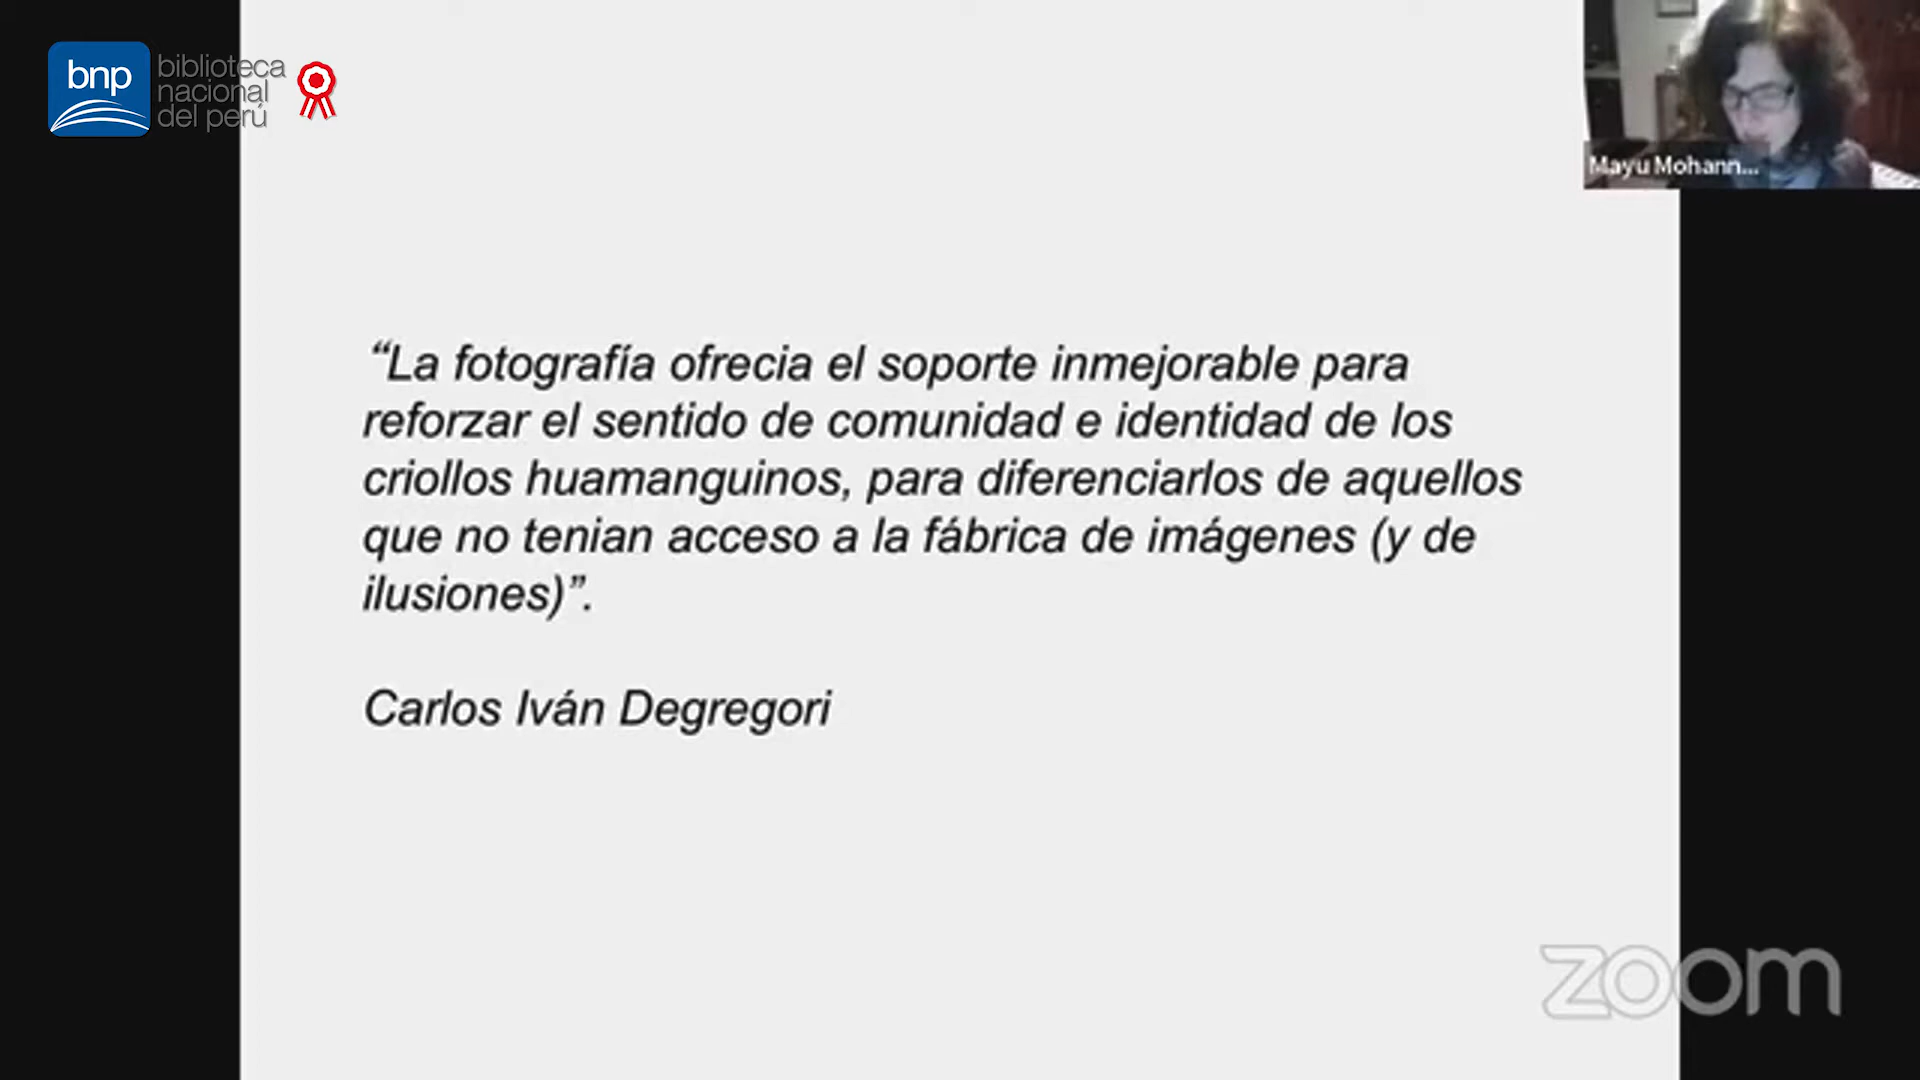 bnp
biblioteca
nacional
del perú
Mayu Mohann...
“La fotografía ofrecia el soporte inmejorable para
reforzar el sentido de comunidad e identidad de los
criollos huamanguinos, para diferenciarlos de aquellos
que no tenian acceso a la fábrica de imágenes (y de
ilusiones)”.
Carlos Iván Degregori
zoom